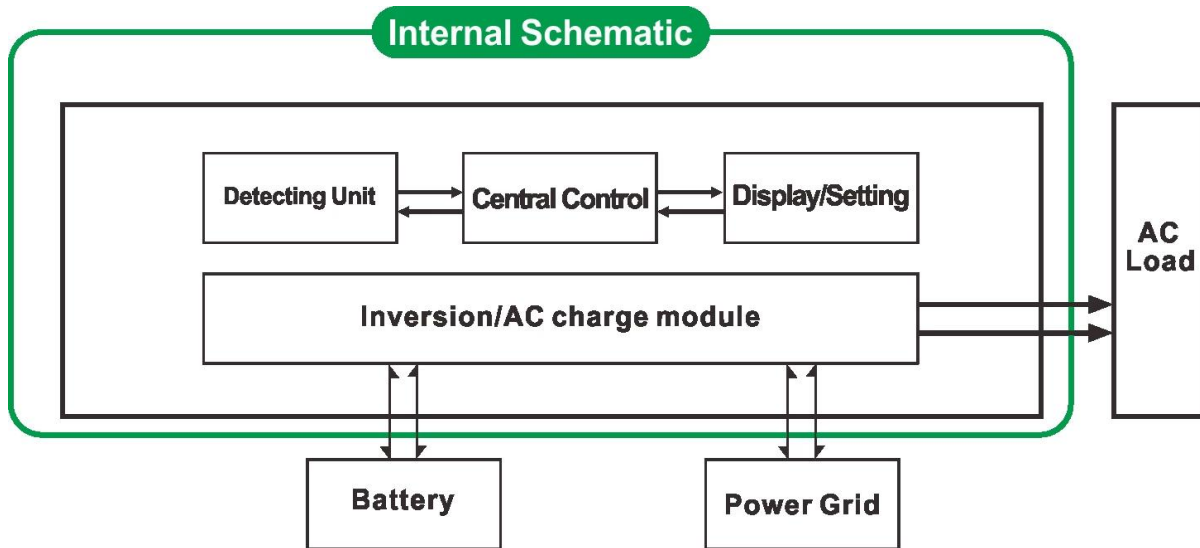 Internal Schematic
Detecting Unit
Central Control
Display/Setting
AC
Load
Inversion/AC charge module
Battery
Power Grid